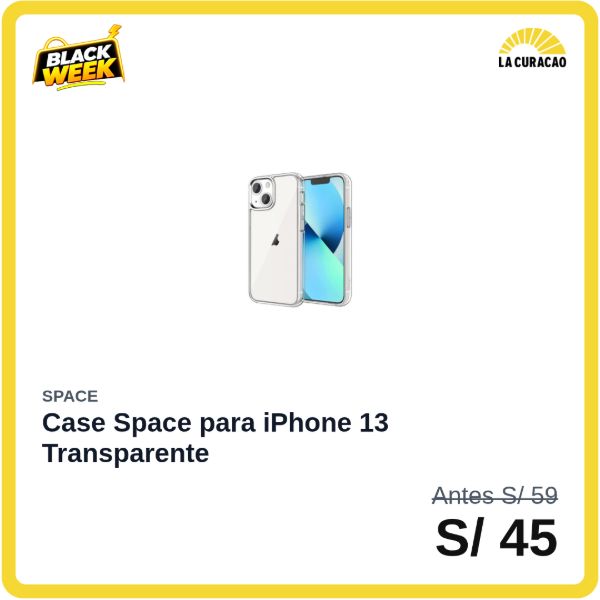 BLACK
WEEK
LA CURACAO
SPACE
Case Space para iPhone 13
Transparente
Antes S/ 59
S/ 45